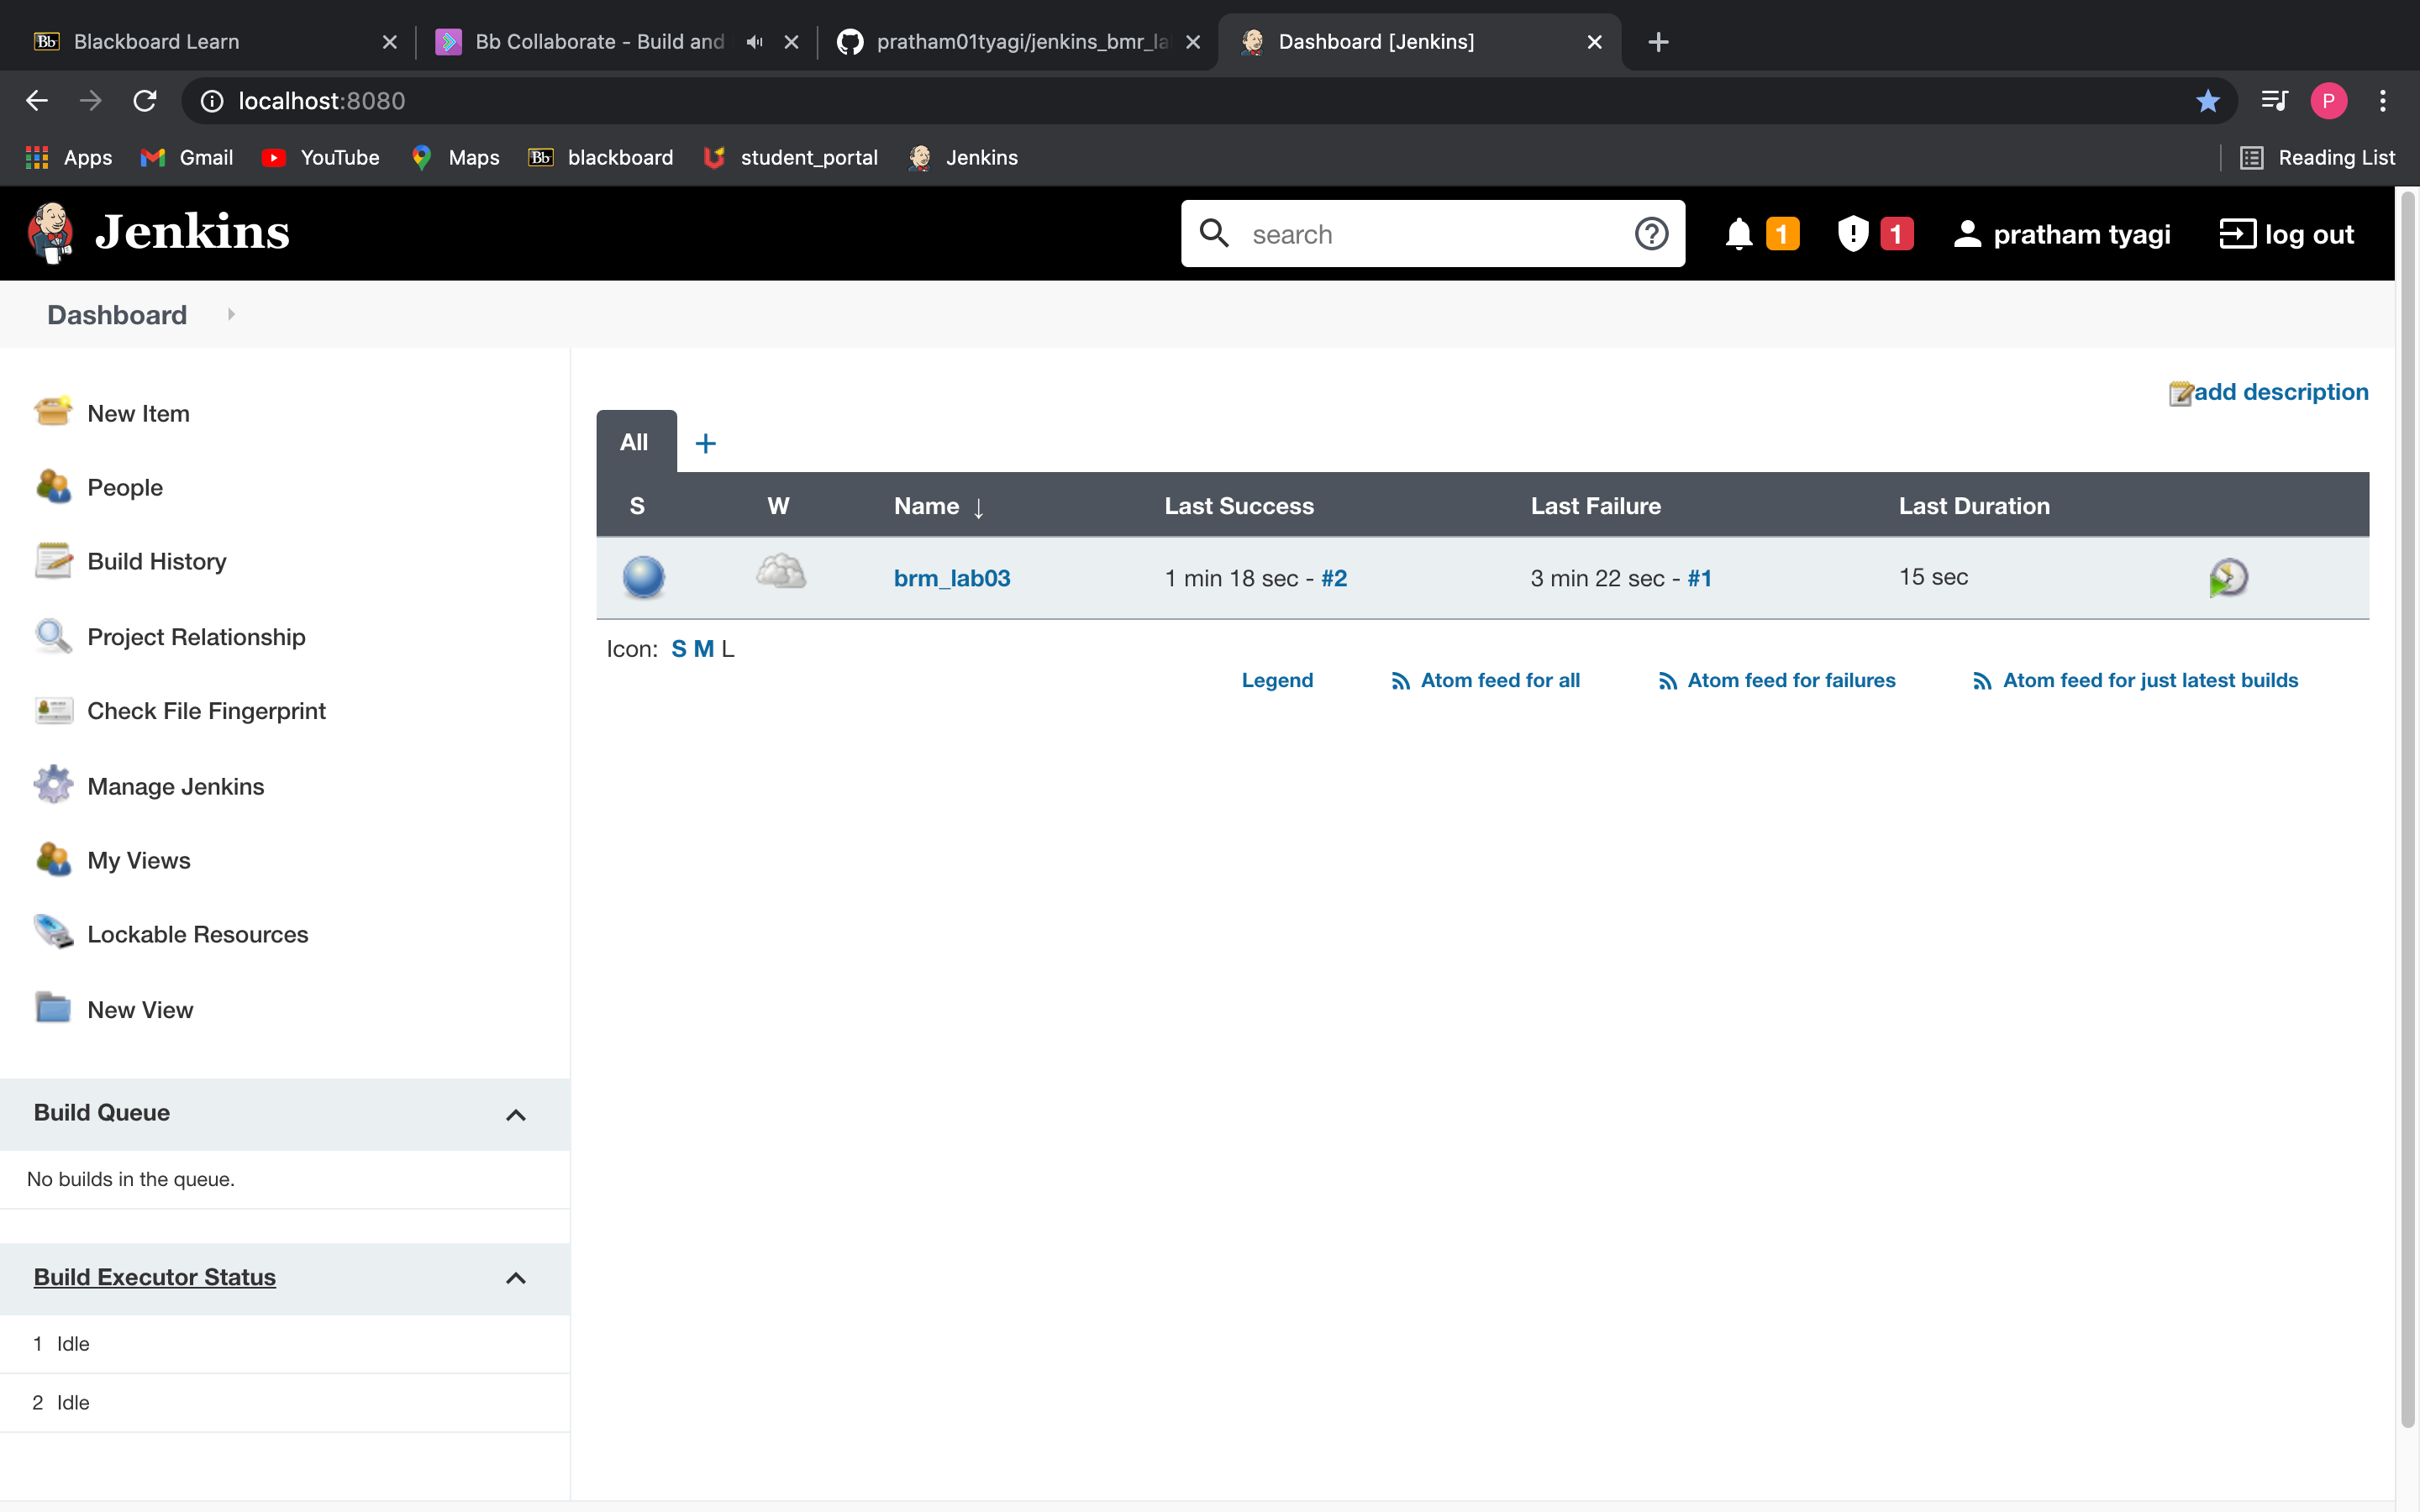 Blackboard Learn
Bb Collaborate - Build and
pratham01tyagi/jenkins_bmr_la
Dashboard [Jenkins]
localhost:8080
P
Apps
Gmail
YouTube
Maps
Bb blackboard
student_portal
Jenkins
Reading List
Jenkins
search
1
1
pratham tyagi
log out
Dashboard
New Item
People
Build History
Project Relationship
Check File Fingerprint
Manage Jenkins
My Views
Lockable Resources
New View
Build Queue
No builds in the queue.
Build Executor Status
1 Idle
2 Idle
add description
All +
S W Name ↓ Last Success Last Failure Last Duration
brm_lab03 1 min 18 sec - #2 3 min 22 sec - #1 15 sec
Icon: S M L
Legend Atom feed for all Atom feed for failures Atom feed for just latest builds